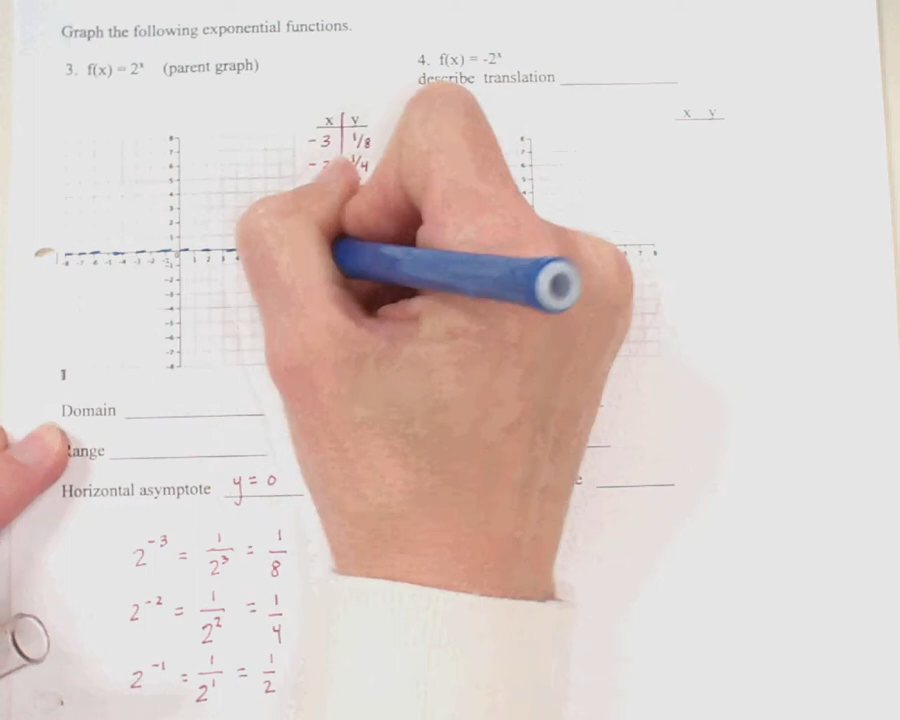 Graph the following exponential functions.
3. f(x) = 2ˣ (parent graph)
4. f(x) = -2ˣ
describe translation
x y
-3 1/8
- 1/4
x y
Domain
Range
Horizontal asymptote y = 0
2⁻³ = 1/2³ = 1/8
2⁻² = 1/2² = 1/4
2⁻¹ = 1/2¹ = 1/2